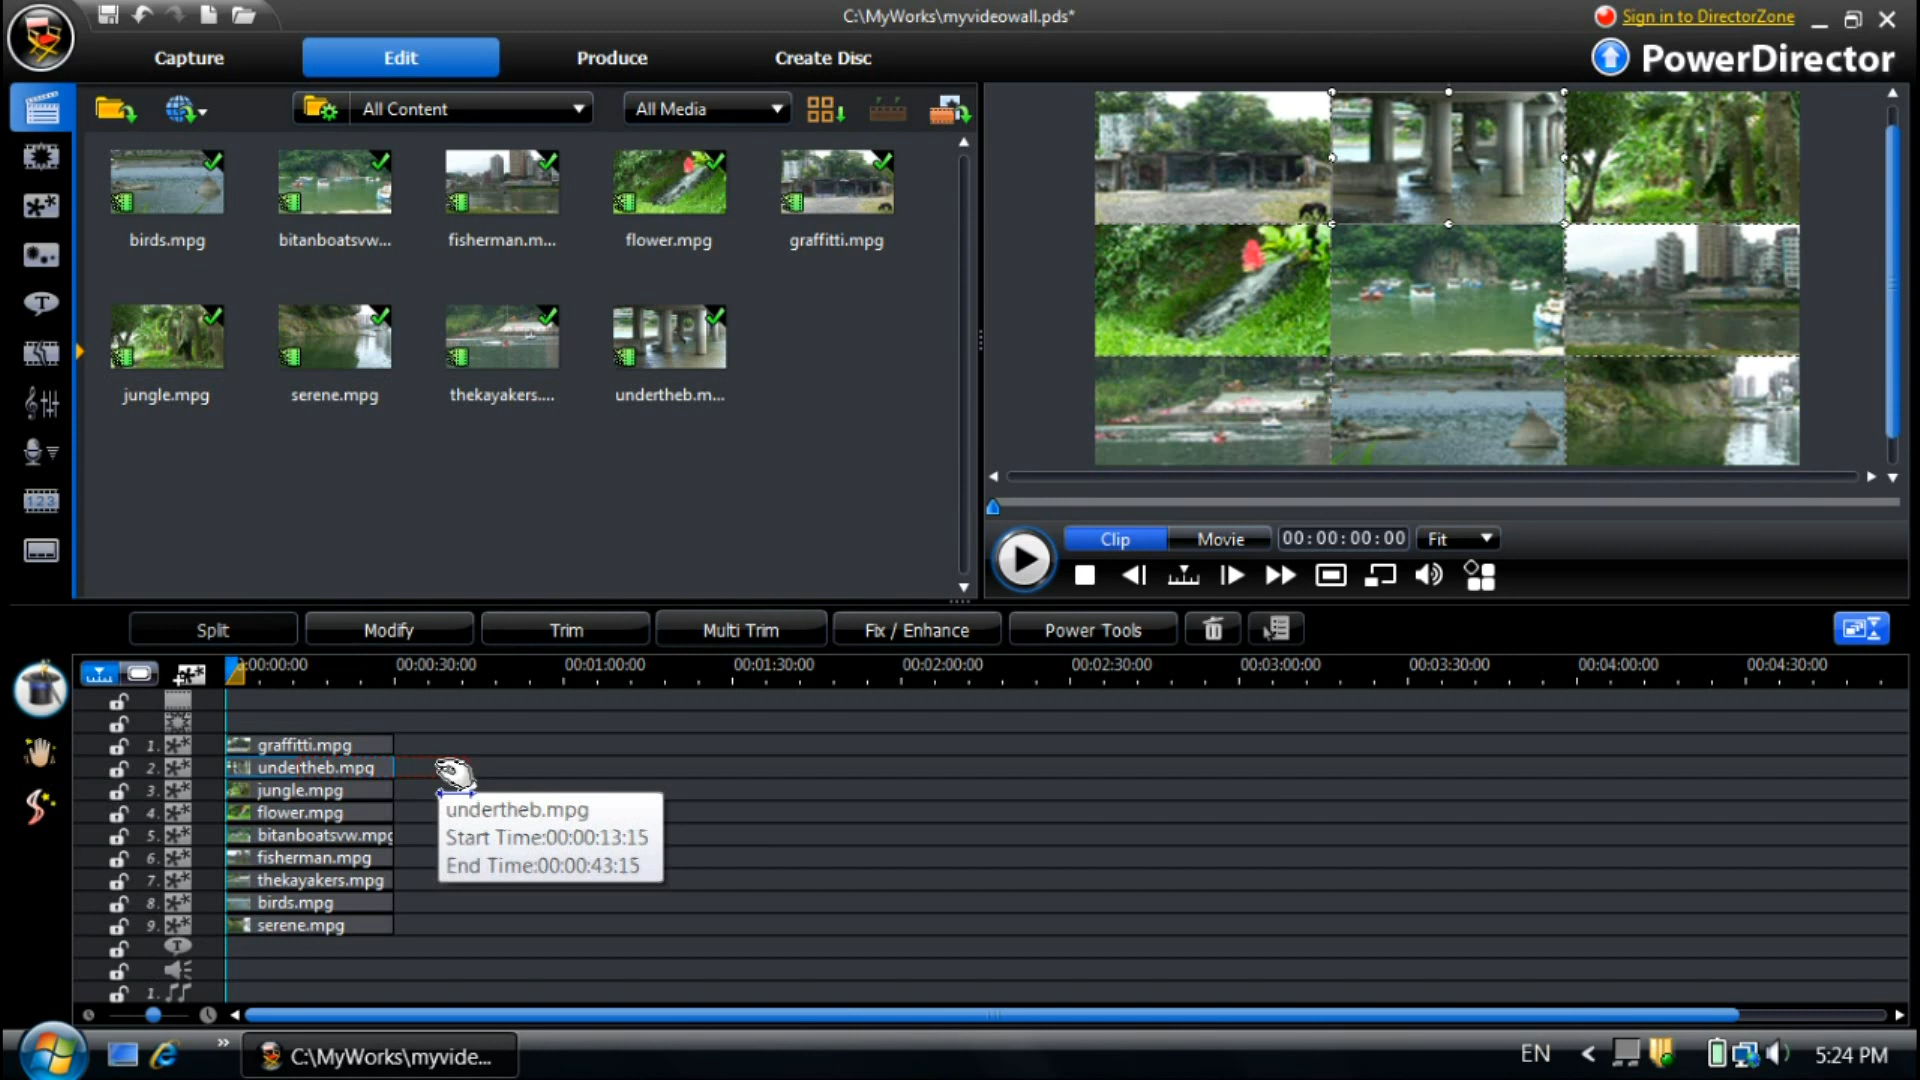 C:\MyWorks\myvideowall.pds*
Sign in to DirectorZone
Capture
Edit
Produce
Create Disc
PowerDirector
All Content
All Media
birds.mpg
bitanboatsvw...
fisherman.m...
flower.mpg
graffitti.mpg
jungle.mpg
serene.mpg
thekayakers....
undertheb.m...
Clip
Movie
00:00:00:00
Fit
Split
Modify
Trim
Multi Trim
Fix / Enhance
Power Tools
0:00:00:00
00:00:30:00
00:01:00:00
00:01:30:00
00:02:00:00
00:02:30:00
00:03:00:00
00:03:30:00
00:04:00:00
00:04:30:00
1. graffitti.mpg
2. undertheb.mpg
3. jungle.mpg
4. flower.mpg
5. bitanboatsvw.mpg
6. fisherman.mpg
7. thekayakers.mpg
8. birds.mpg
9. serene.mpg
1.
undertheb.mpg
Start Time:00:00:13:15
End Time:00:00:43:15
C:\MyWorks\myvide...
EN
5:24 PM